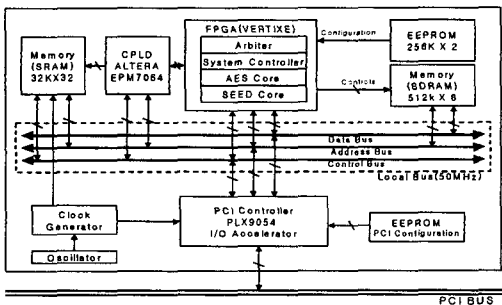 FPGA(VERTIXE)
Arbiter
System Controller
AES Core
SEED Core
Memory
(SRAM)
32KX32
CPLD
ALTERA
EPM7064
Configuration
EEPROM
256K X 2
Controls
Memory
(SDRAM)
512k X 8
Data Bus
Address Bus
Control Bus
Local Bus(50MHz)
Clock
Generator
Oscillator
PCI Controller
PLX9054
I/O Accelerator
EEPROM
PCI Configuration
PCI BUS